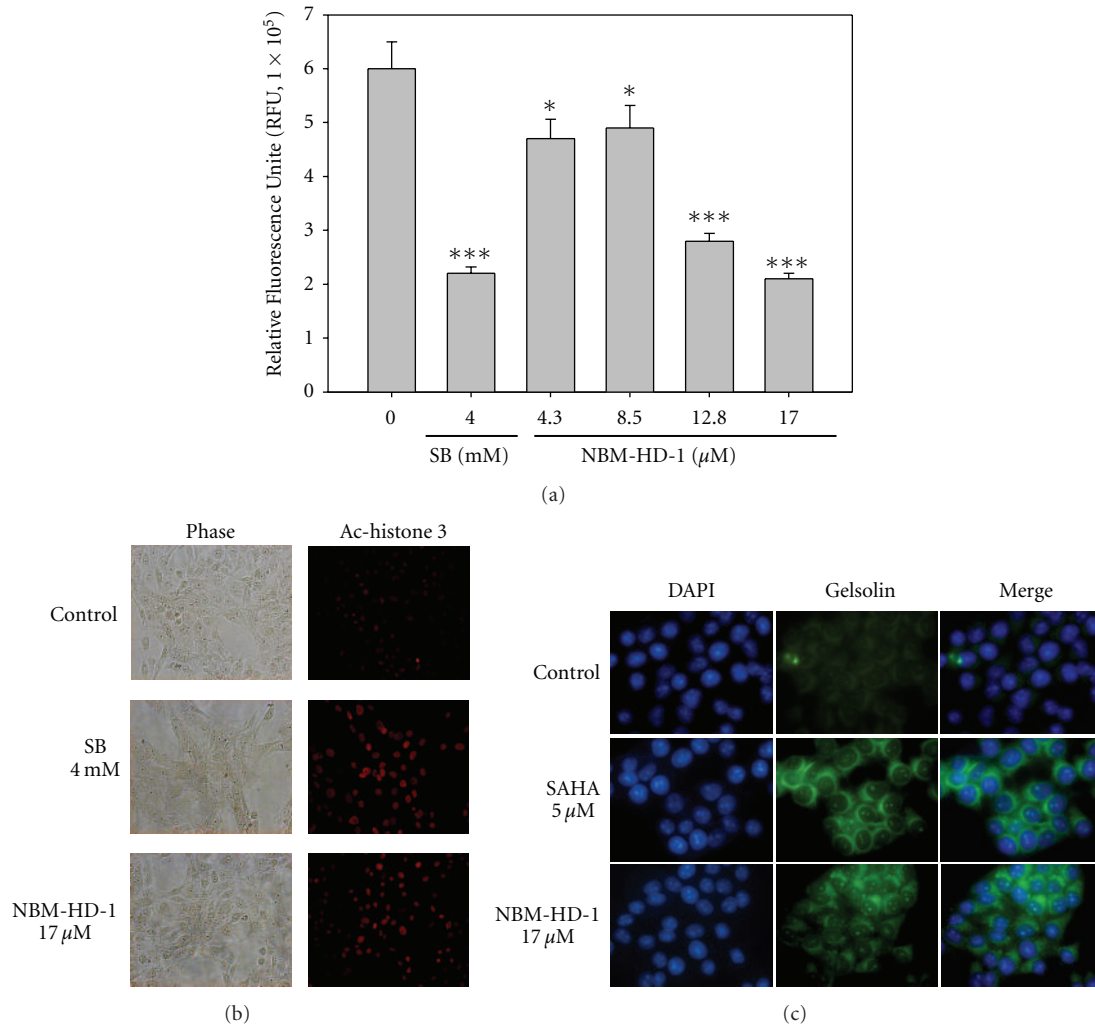 Relative Fluorescence Unite (RFU, 1 × 10⁵)
7
6
5
4
3
2
1
0
*
*
***
***
***
0
4
4.3
8.5
12.8
17
SB (mM)
NBM-HD-1 (µM)
(a)
Phase
Ac-histone 3
Control
SB
4 mM
NBM-HD-1
17 µM
(b)
DAPI
Gelsolin
Merge
Control
SAHA
5 µM
NBM-HD-1
17 µM
(c)